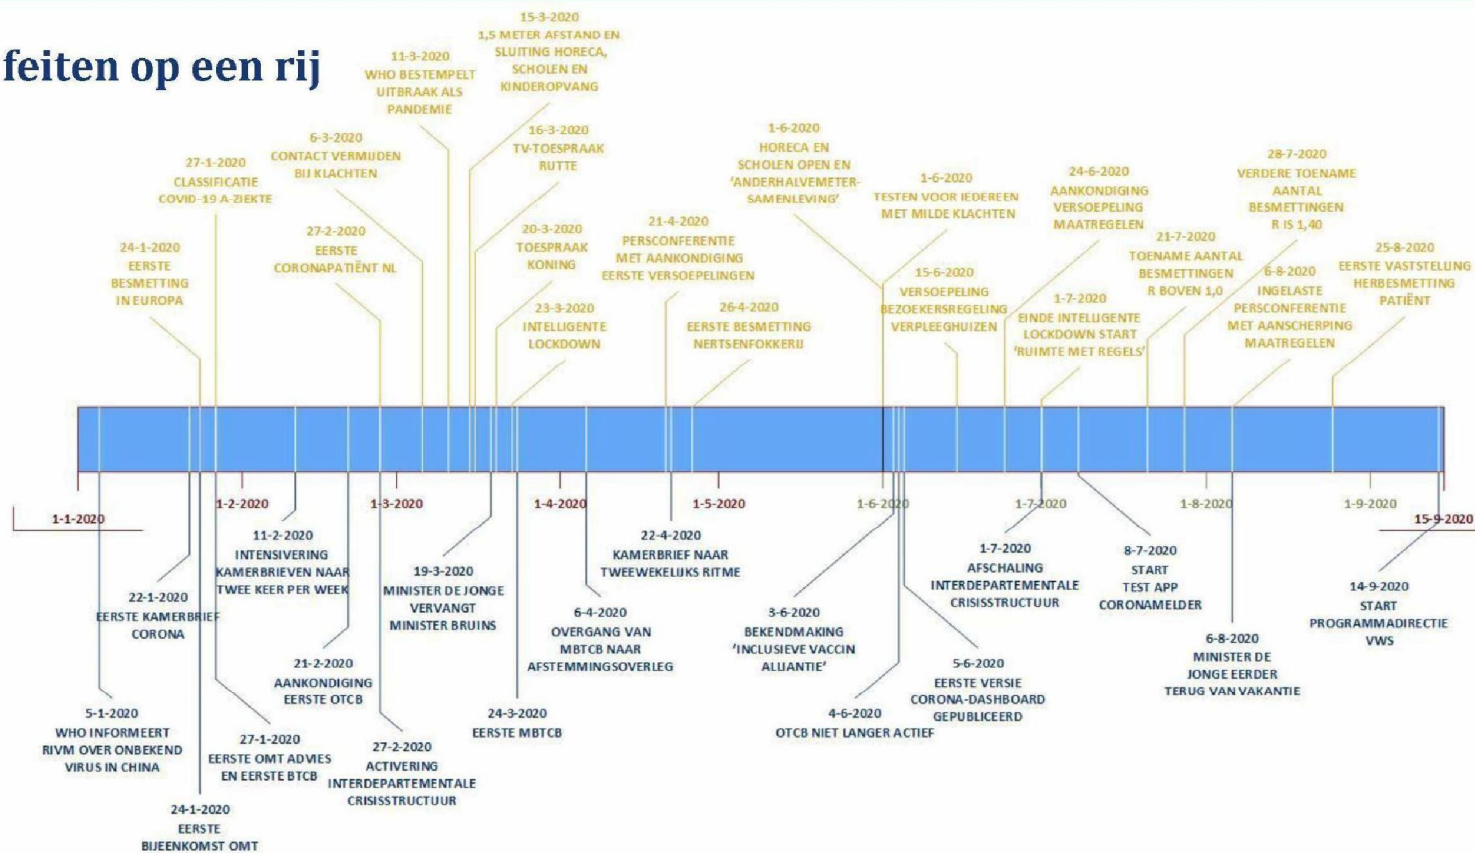 feiten op een rij
15-3-2020
1,5 METER AFSTAND EN
SLUITING HORECA,
SCHOLEN EN
KINDEROPVANG
11-3-2020
WHO BESTEMPELT
UITBRAAK ALS
PANDEMIE
6-3-2020
CONTACT VERMIJDEN
BIJ KLACHTEN
16-3-2020
TV-TOESPRAAK
RUTTE
27-1-2020
CLASSIFICATIE
COVID-19 A-ZIEKTE
27-2-2020
EERSTE
CORONAPATIËNT NL
24-1-2020
EERSTE
BESMETTING
IN EUROPA
20-3-2020
TOESPRAAK
KONING
23-3-2020
INTELLIGENTE
LOCKDOWN
21-4-2020
PERSCONFERENTIE
MET AANKONDIGING
EERSTE VERSOEPELINGEN
26-4-2020
EERSTE BESMETTING
NERTSENFOKKERIJ
1-6-2020
HORECA EN
SCHOLEN OPEN EN
'ANDERHALVEMETER-
SAMENLEVING'
1-6-2020
TESTEN VOOR IEDEREEN
MET MILDE KLACHTEN
15-6-2020
VERSOEPELING
BEZOEKERSREGELING
VERPLEEGHUIZEN
24-6-2020
AANKONDIGING
VERSOEPELING
MAATREGELEN
1-7-2020
EINDE INTELLIGENTE
LOCKDOWN START
'RUIMTE MET REGELS'
21-7-2020
TOENAME AANTAL
BESMETTINGEN
R BOVEN 1,0
28-7-2020
VERDERE TOENAME
AANTAL
BESMETTINGEN
R IS 1,40
6-8-2020
INGELASTE
PERSCONFERENTIE
MET AANSCHERPING
MAATREGELEN
25-8-2020
EERSTE VASTSTELLING
HERBESMETTING
PATIËNT
1-1-2020
1-2-2020
1-3-2020
1-4-2020
1-5-2020
1-6-2020
1-7-2020
1-8-2020
1-9-2020
15-9-2020
5-1-2020
WHO INFORMEERT
RIVM OVER ONBEKEND
VIRUS IN CHINA
22-1-2020
EERSTE KAMERBRIEF
CORONA
24-1-2020
EERSTE
BIJEENKOMST OMT
27-1-2020
EERSTE OMT ADVIES
EN EERSTE BTCB
11-2-2020
INTENSIVERING
KAMERBRIEVEN NAAR
TWEE KEER PER WEEK
21-2-2020
AANKONDIGING
EERSTE OTCB
27-2-2020
ACTIVERING
INTERDEPARTEMENTALE
CRISISSTRUCTUUR
19-3-2020
MINISTER DE JONGE
VERVANGT
MINISTER BRUINS
24-3-2020
EERSTE MBTCB
6-4-2020
OVERGANG VAN
MBTCB NAAR
AFSTEMMINGSOVERLEG
22-4-2020
KAMERBRIEF NAAR
TWEEWEKELIJKS RITME
3-6-2020
BEKENDMAKING
'INCLUSIEVE VACCIN
ALLIANTIE'
4-6-2020
OTCB NIET LANGER ACTIEF
5-6-2020
EERSTE VERSIE
CORONA-DASHBOARD
GEPUBLICEERD
1-7-2020
AFSCHALING
INTERDEPARTEMENTALE
CRISISSTRUCTUUR
8-7-2020
START
TEST APP
CORONAMELDER
6-8-2020
MINISTER DE
JONGE EERDER
TERUG VAN VAKANTIE
14-9-2020
START
PROGRAMMADIRECTIE
VWS